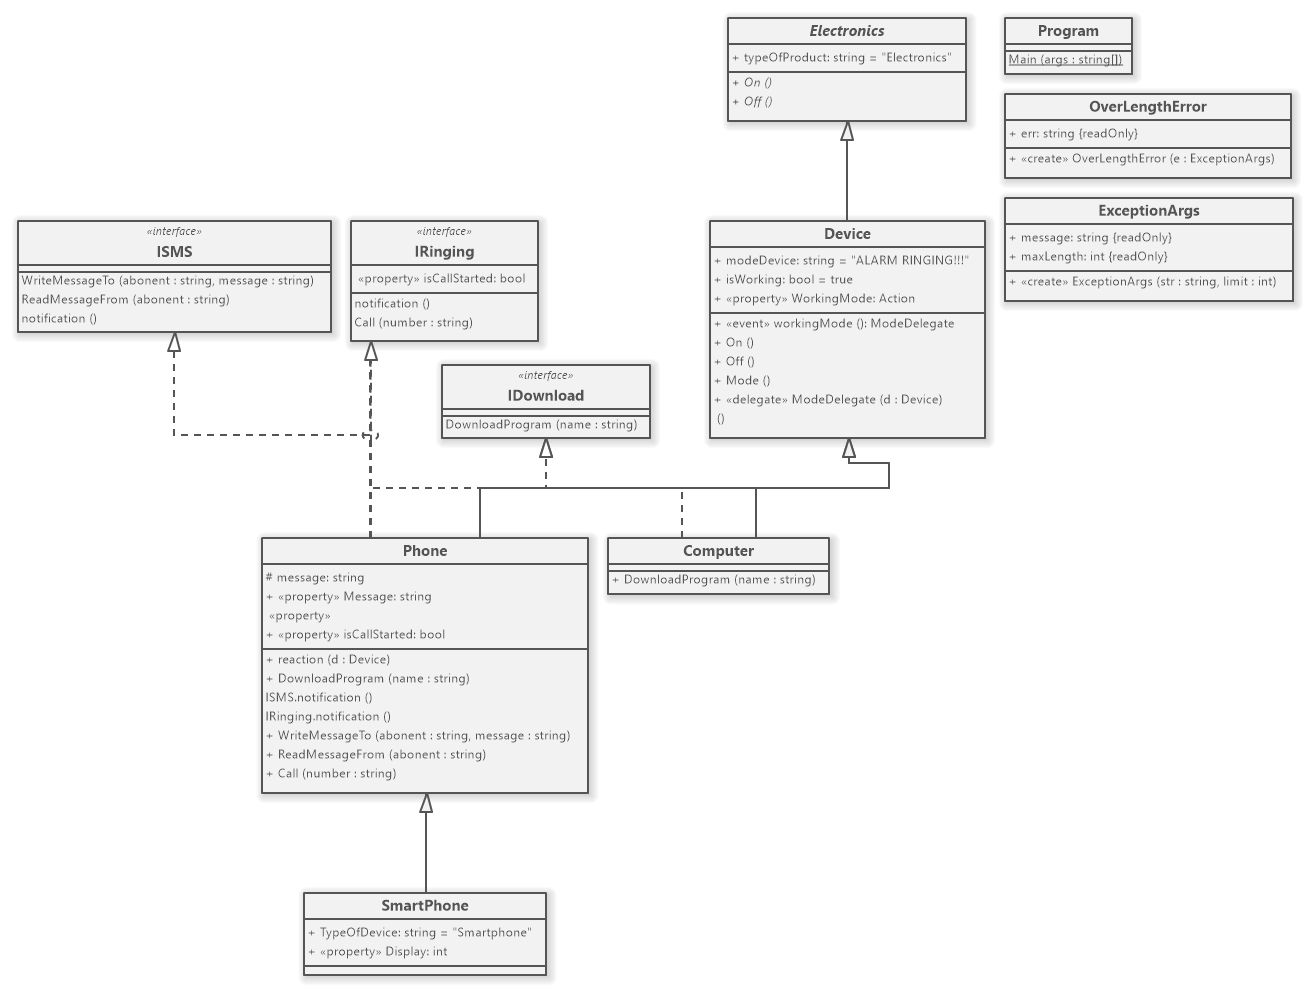 Electronics
+ typeOfProduct: string = "Electronics"
+ On ()
+ Off ()
Program
Main (args : string[])
OverLengthError
+ err: string {readOnly}
+ «create» OverLengthError (e : ExceptionArgs)
ExceptionArgs
+ message: string {readOnly}
+ maxLength: int {readOnly}
+ «create» ExceptionArgs (str : string, limit : int)
«interface»
ISMS
WriteMessageTo (abonent : string, message : string)
ReadMessageFrom (abonent : string)
notification ()
«interface»
IRinging
«property» isCallStarted: bool
notification ()
Call (number : string)
«interface»
IDownload
DownloadProgram (name : string)
Device
+ modeDevice: string = "ALARM RINGING!!!"
+ isWorking: bool = true
+ «property» WorkingMode: Action
+ «event» workingMode (): ModeDelegate
+ On ()
+ Off ()
+ Mode ()
+ «delegate» ModeDelegate (d : Device)
()
Phone
# message: string
+ «property» Message: string
«property»
+ «property» isCallStarted: bool
+ reaction (d : Device)
+ DownloadProgram (name : string)
ISMS.notification ()
IRinging.notification ()
+ WriteMessageTo (abonent : string, message : string)
+ ReadMessageFrom (abonent : string)
+ Call (number : string)
Computer
+ DownloadProgram (name : string)
SmartPhone
+ TypeOfDevice: string = "Smartphone"
+ «property» Display: int